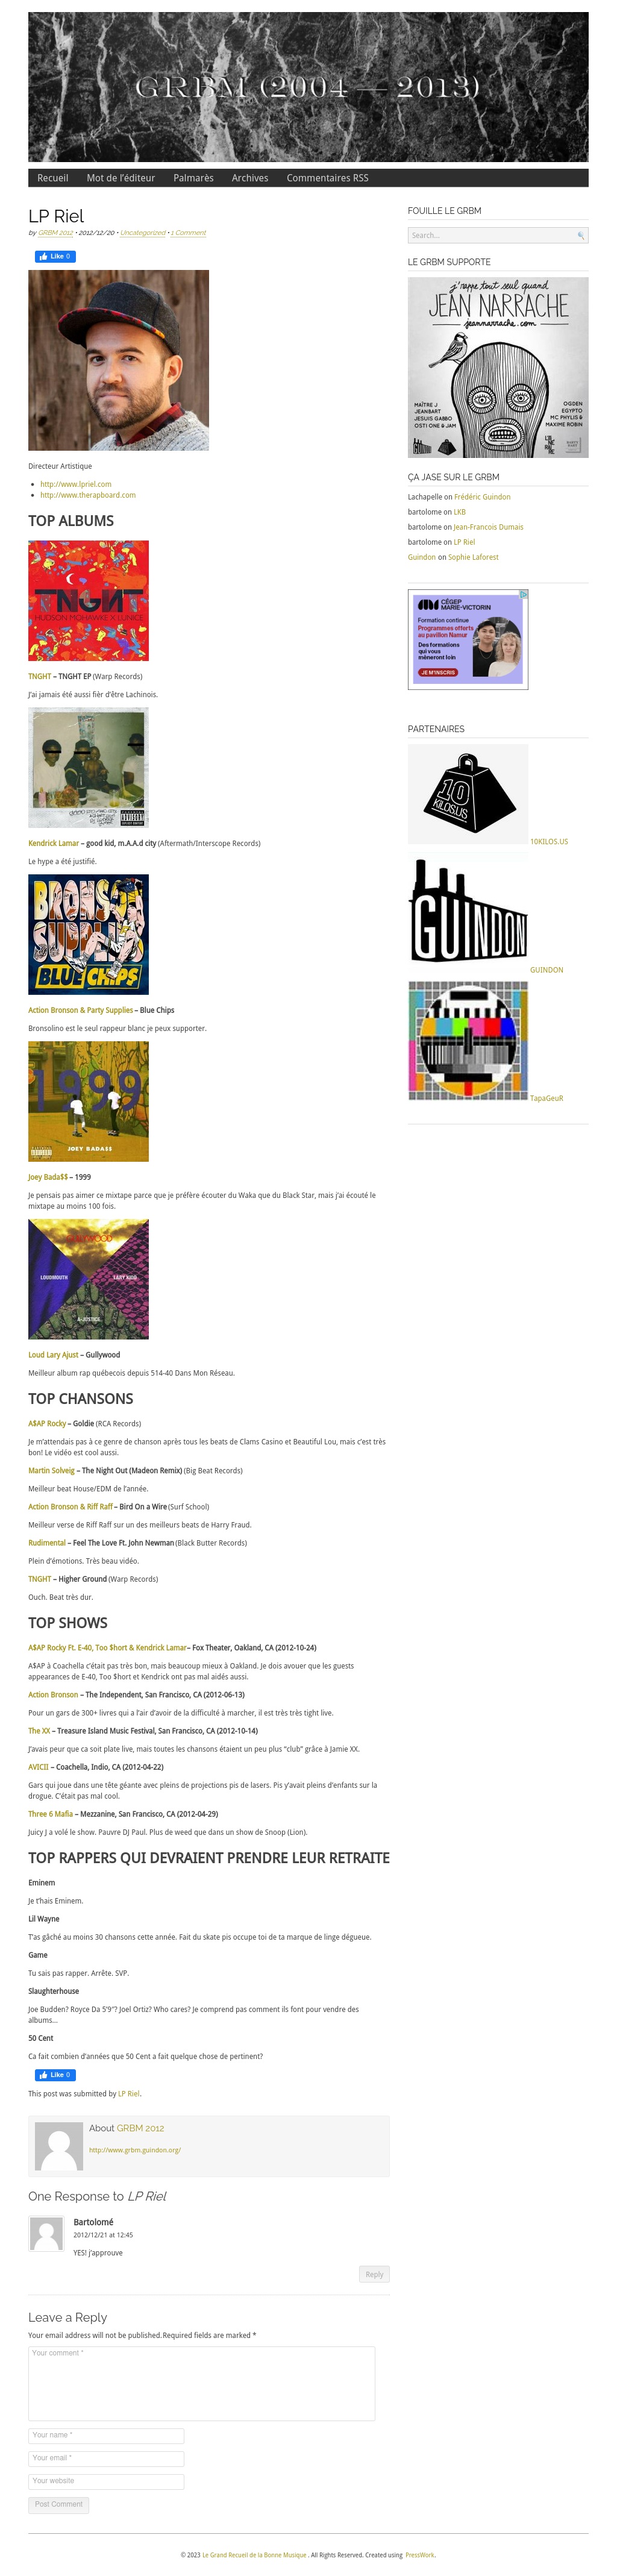 GRBM (2004 — 2013)
Recueil Mot de l'éditeur Palmarès Archives Commentaires RSS
LP Riel
by GRBM 2012 • 2012/12/20 • Uncategorized • 1 Comment
Like 0
Directeur Artistique
http://www.lpriel.com
http://www.therapboard.com
TOP ALBUMS
TNGHT
HUDSON MOHAWKE X LUNICE
TNGHT – TNGHT EP (Warp Records)
J'ai jamais été aussi fièr d'être Lachinois.
Kendrick Lamar – good kid, m.A.A.d city (Aftermath/Interscope Records)
Le hype a été justifié.
BRONSON
SUPPLIES
BLUE CHIPS
Action Bronson & Party Supplies – Blue Chips
Bronsolino est le seul rappeur blanc je peux supporter.
1999
JOEY BADA$$
Joey Bada$$ – 1999
Je pensais pas aimer ce mixtape parce que je préfère écouter du Waka que du Black Star, mais j'ai écouté le
mixtape au moins 100 fois.
LOUDMOUTH
LARY KIDD
A-JUSTICE
Loud Lary Ajust – Gullywood
Meilleur album rap québecois depuis 514-40 Dans Mon Réseau.
TOP CHANSONS
A$AP Rocky – Goldie (RCA Records)
Je m'attendais pas à ce genre de chanson après tous les beats de Clams Casino et Beautiful Lou, mais c'est très
bon! Le vidéo est cool aussi.
Martin Solveig – The Night Out (Madeon Remix) (Big Beat Records)
Meilleur beat House/EDM de l'année.
Action Bronson & Riff Raff – Bird On a Wire (Surf School)
Meilleur verse de Riff Raff sur un des meilleurs beats de Harry Fraud.
Rudimental – Feel The Love Ft. John Newman (Black Butter Records)
Plein d'émotions. Très beau vidéo.
TNGHT – Higher Ground (Warp Records)
Ouch. Beat très dur.
TOP SHOWS
A$AP Rocky Ft. E-40, Too $hort & Kendrick Lamar– Fox Theater, Oakland, CA (2012-10-24)
A$AP à Coachella c'était pas très bon, mais beaucoup mieux à Oakland. Je dois avouer que les guests
appearances de E-40, Too $hort et Kendrick ont pas mal aidés aussi.
Action Bronson – The Independent, San Francisco, CA (2012-06-13)
Pour un gars de 300+ livres qui a l'air d'avoir de la difficulté à marcher, il est très très tight live.
The XX – Treasure Island Music Festival, San Francisco, CA (2012-10-14)
J'avais peur que ca soit plate live, mais toutes les chansons étaient un peu plus "club" grâce à Jamie XX.
AVICII – Coachella, Indio, CA (2012-04-22)
Gars qui joue dans une tête géante avec pleins de projections pis de lasers. Pis y'avait pleins d'enfants sur la
drogue. C'était pas mal cool.
Three 6 Mafia – Mezzanine, San Francisco, CA (2012-04-29)
Juicy J a volé le show. Pauvre DJ Paul. Plus de weed que dans un show de Snoop (Lion).
TOP RAPPERS QUI DEVRAIENT PRENDRE LEUR RETRAITE
Eminem
Je t'hais Eminem.
Lil Wayne
T'as gâché au moins 30 chansons cette année. Fait du skate pis occupe toi de ta marque de linge dégueue.
Game
Tu sais pas rapper. Arrête. SVP.
Slaughterhouse
Joe Budden? Royce Da 5'9"? Joel Ortiz? Who cares? Je comprend pas comment ils font pour vendre des
albums…
50 Cent
Ca fait combien d'années que 50 Cent a fait quelque chose de pertinent?
Like 0
This post was submitted by LP Riel.
About GRBM 2012
http://www.grbm.guindon.org/
One Response to LP Riel
Bartolomé
2012/12/21 at 12:45
YES! j'approuve
Reply
Leave a Reply
Your email address will not be published.Required fields are marked *
Your comment *
Your name *
Your email *
Your website
Post Comment
FOUILLE LE GRBM
Search...
LE GRBM SUPPORTE
j'rappe tout seul quand
JEAN NARRACHE
jeannarrache.com
MAÎTRE J
JEANBART
JESUIS GABBO
OSTI ONE & JAM
OGDEN
EGYPTO
MC PHYLIS &
MAXIME ROBIN
ÇA JASE SUR LE GRBM
Lachapelle on Frédéric Guindon
bartolome on LKB
bartolome on Jean-Francois Dumais
bartolome on LP Riel
Guindon on Sophie Laforest
CÉGEP
MARIE-VICTORIN
Formation continue
Programmes offerts
au pavillon Namur
Des formations
qui vous
mèneront loin
JE M'INSCRIS
PARTENAIRES
10
KILOS.US
10KILOS.US
GUINDON
GUINDON
TapaGeuR
© 2023 Le Grand Recueil de la Bonne Musique. All Rights Reserved. Created using PressWork.